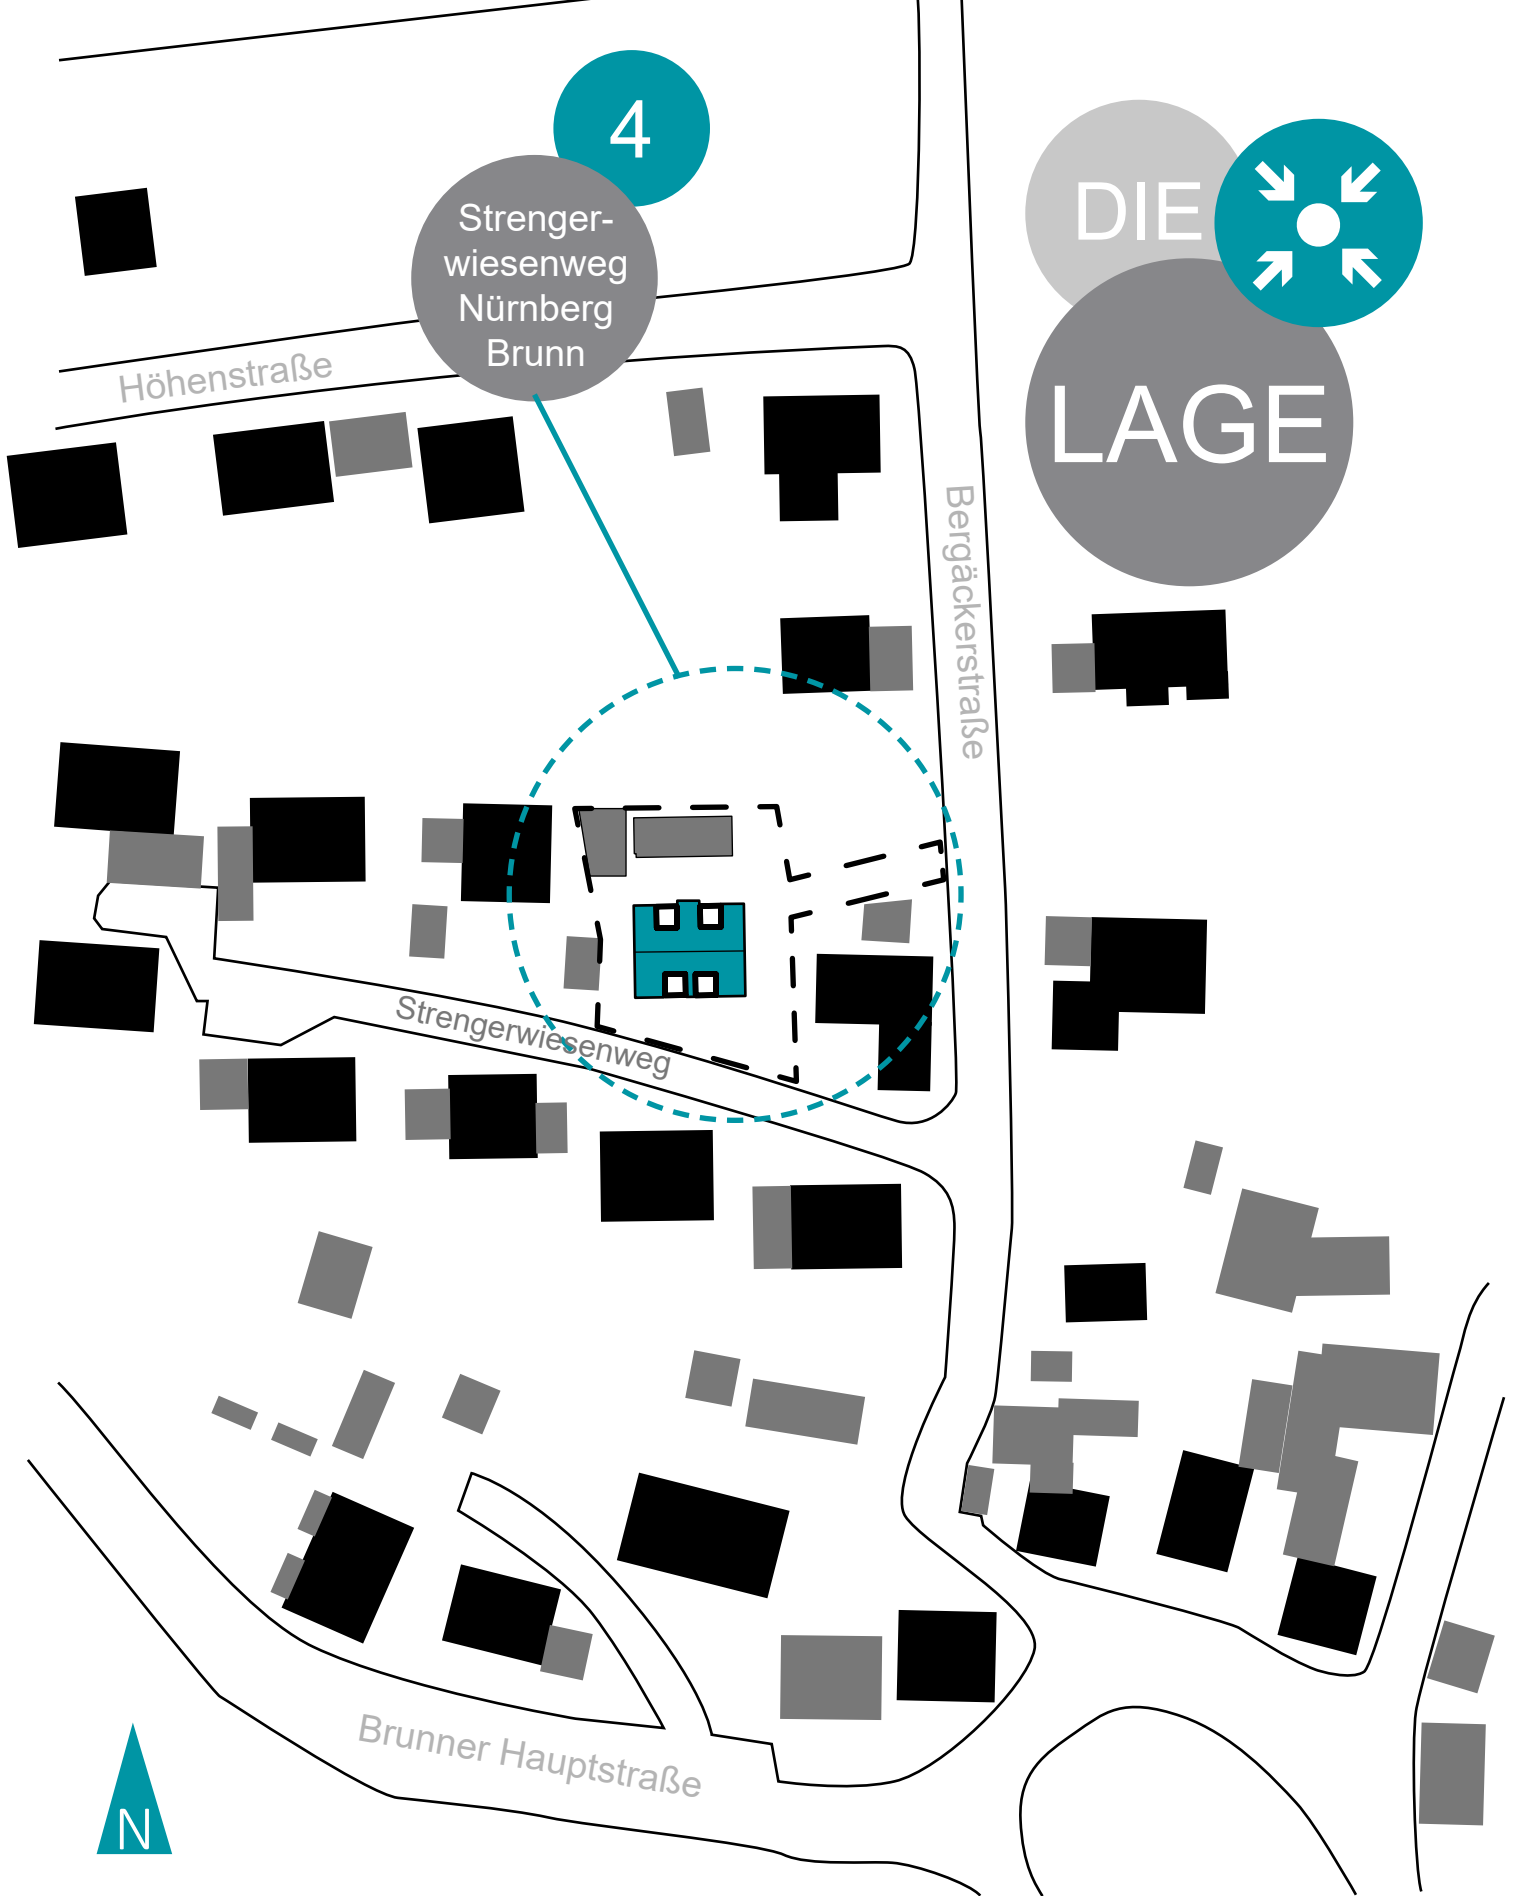 4
Strenger-
wiesenweg
Nürnberg
Brunn
DIE
LAGE
Höhenstraße
Bergäckerstraße
Strengerwiesenweg
Brunner Hauptstraße
N